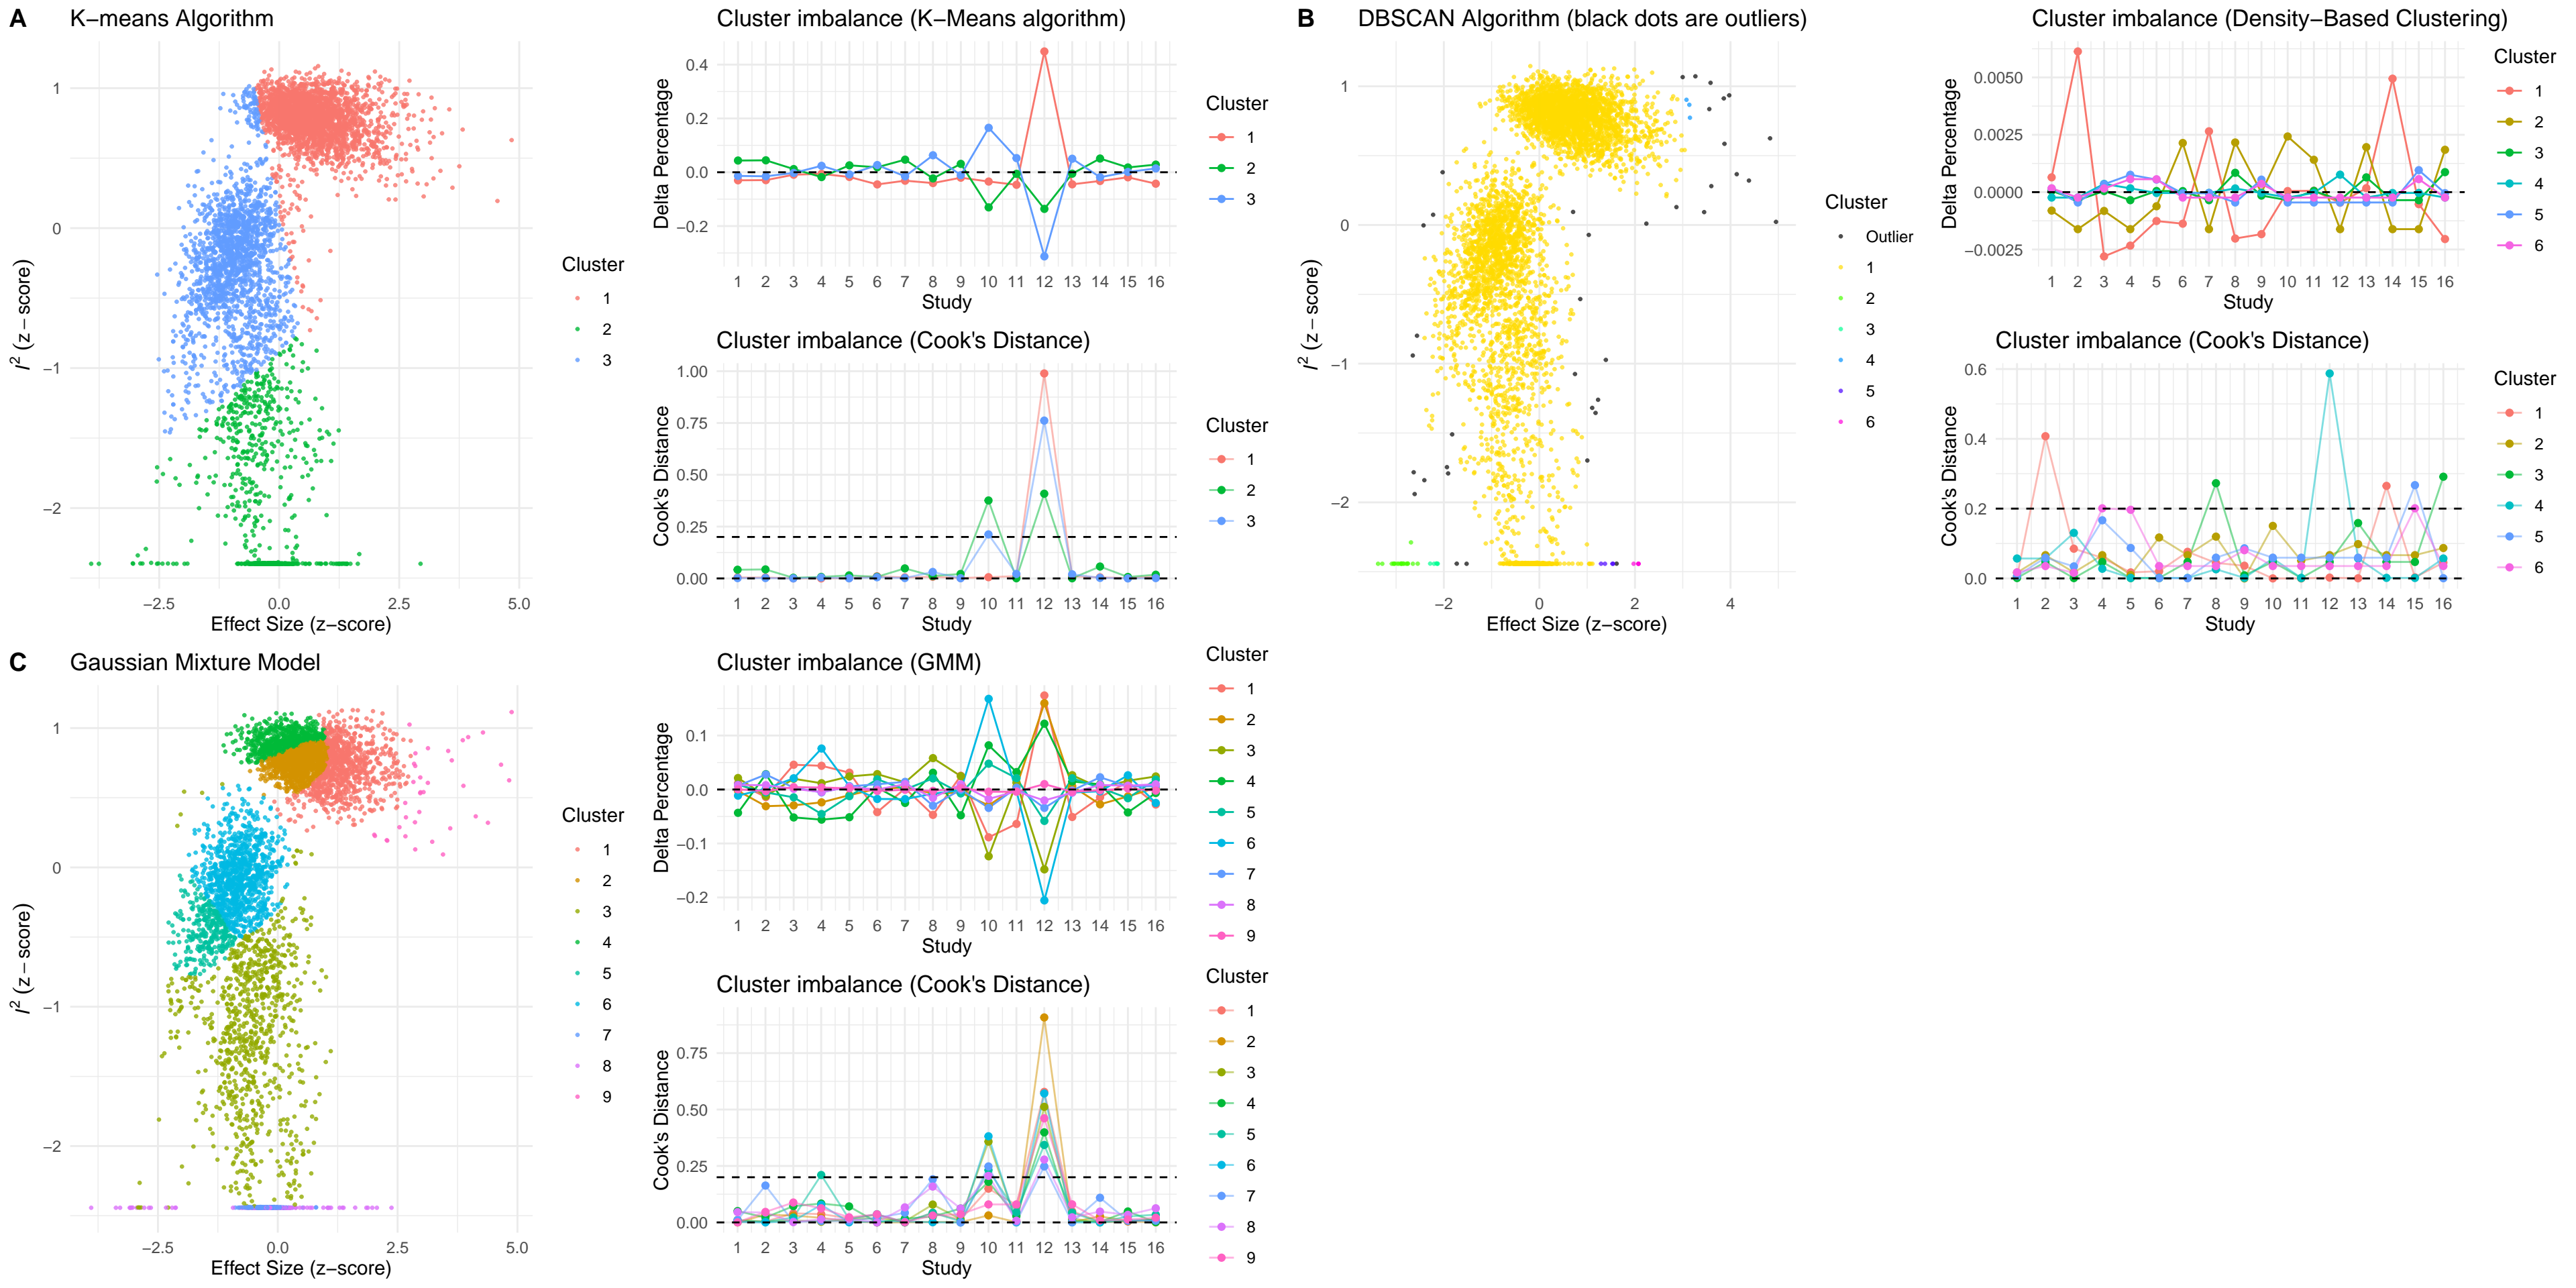 A
K−means Algorithm
1
0
−1
−2
−2.5 0.0 2.5 5.0
Effect Size (z−score)
I² (z − score)
Cluster
1
2
3
Cluster imbalance (K−Means algorithm)
0.4
0.2
0.0
−0.2
Delta Percentage
1 2 3 4 5 6 7 8 9 10 11 12 13 14 15 16
Study
Cluster
1
2
3
Cluster imbalance (Cook's Distance)
1.00
0.75
0.50
0.25
0.00
Cook's Distance
1 2 3 4 5 6 7 8 9 10 11 12 13 14 15 16
Study
Cluster
1
2
3
B
DBSCAN Algorithm (black dots are outliers)
1
0
−1
−2
−2 0 2 4
Effect Size (z−score)
I² (z − score)
Cluster
Outlier
1
2
3
4
5
6
Cluster imbalance (Density−Based Clustering)
0.0050
0.0025
0.0000
−0.0025
Delta Percentage
1 2 3 4 5 6 7 8 9 10 11 12 13 14 15 16
Study
Cluster
1
2
3
4
5
6
Cluster imbalance (Cook's Distance)
0.6
0.4
0.2
0.0
Cook's Distance
1 2 3 4 5 6 7 8 9 10 11 12 13 14 15 16
Study
Cluster
1
2
3
4
5
6
C
Gaussian Mixture Model
1
0
−1
−2
−2.5 0.0 2.5 5.0
Effect Size (z−score)
I² (z − score)
Cluster
1
2
3
4
5
6
7
8
9
Cluster imbalance (GMM)
0.1
0.0
−0.1
−0.2
Delta Percentage
1 2 3 4 5 6 7 8 9 10 11 12 13 14 15 16
Study
Cluster
1
2
3
4
5
6
7
8
9
Cluster imbalance (Cook's Distance)
0.75
0.50
0.25
0.00
Cook's Distance
1 2 3 4 5 6 7 8 9 10 11 12 13 14 15 16
Study
Cluster
1
2
3
4
5
6
7
8
9